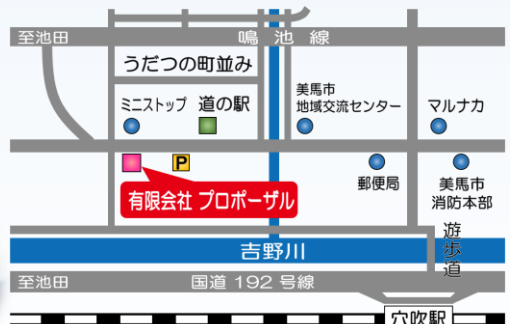 至池田
鳴池線
うだつの町並み
ミニストップ
道の駅
美馬市
地域交流センター
マルナカ
P
郵便局
美馬市
消防本部
有限会社 プロポーザル
遊歩道
吉野川
至池田
国道 192 号線
穴吹駅